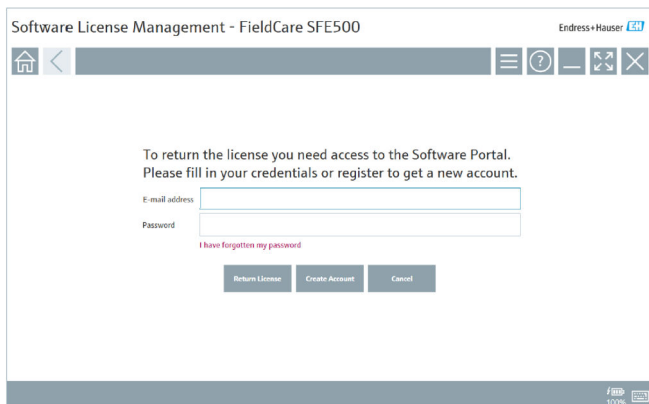 Software License Management - FieldCare SFE500
Endress+Hauser EH
?
To return the license you need access to the Software Portal.
Please fill in your credentials or register to get a new account.
E-mail address
Password
I have forgotten my password
Return License Create Account Cancel
100%